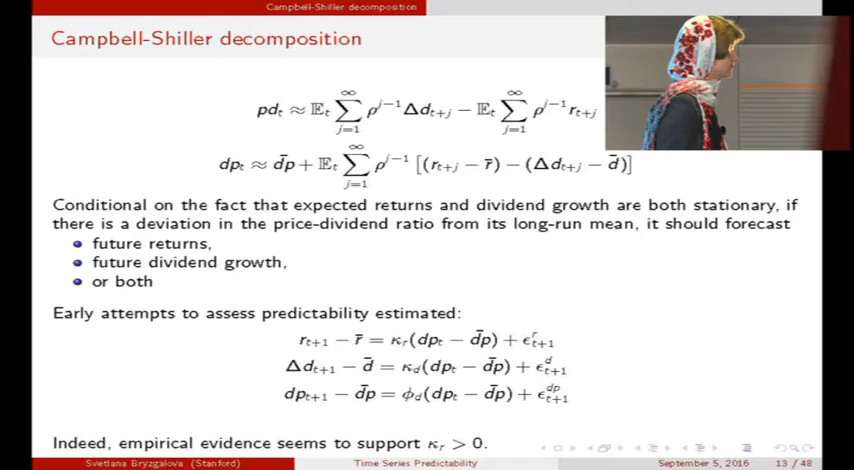 Campbell-Shiller decomposition
Campbell-Shiller decomposition
pd_t ≈ 𝔼_t ∑_{j=1}^{∞} ρ^{j−1} Δd_{t+j} − 𝔼_t ∑_{j=1}^{∞} ρ^{j−1} r_{t+j}
dp_t ≈ d̄p + 𝔼_t ∑_{j=1}^{∞} ρ^{j−1} [(r_{t+j} − r̄) − (Δd_{t+j} − d̄)]
Conditional on the fact that expected returns and dividend growth are both stationary, if
there is a deviation in the price-dividend ratio from its long-run mean, it should forecast
future returns,
future dividend growth,
or both
Early attempts to assess predictability estimated:
r_{t+1} − r̄ = κ_r(dp_t − d̄p) + ϵ^r_{t+1}
Δd_{t+1} − d̄ = κ_d(dp_t − d̄p) + ϵ^d_{t+1}
dp_{t+1} − d̄p = ϕ_d(dp_t − d̄p) + ϵ^{dp}_{t+1}
Indeed, empirical evidence seems to support κ_r > 0.
Svetlana Bryzgalova (Stanford) Time Series Predictability September 5, 2016 13 / 48